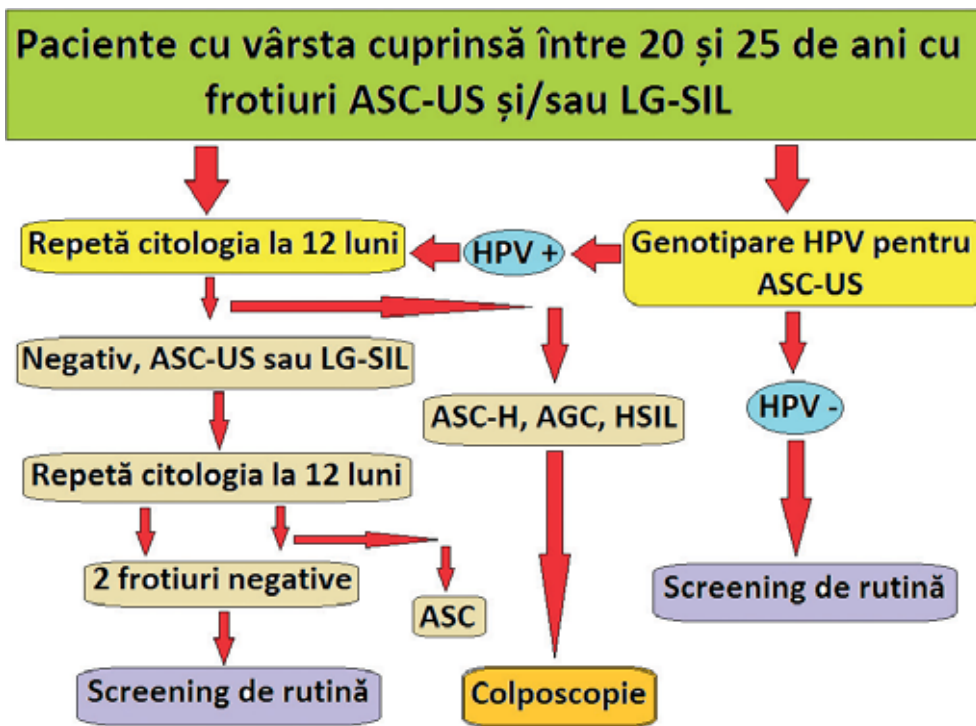 Paciente cu vârsta cuprinsă între 20 și 25 de ani cu
frotiuri ASC-US și/sau LG-SIL
Repetă citologia la 12 luni
HPV +
Genotipare HPV pentru
ASC-US
Negativ, ASC-US sau LG-SIL
ASC-H, AGC, HSIL
HPV -
Repetă citologia la 12 luni
2 frotiuri negative
ASC
Screening de rutină
Screening de rutină
Colposcopie